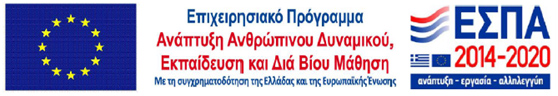 Επιχειρησιακό Πρόγραμμα
Ανάπτυξη Ανθρώπινου Δυναμικού,
Εκπαίδευση και Διά Βίου Μάθηση
Με τη συγχρηματοδότηση της Ελλάδας και της Ευρωπαϊκής Ένωσης
ΕΣΠΑ
2014-2020
ανάπτυξη - εργασία - αλληλεγγύη